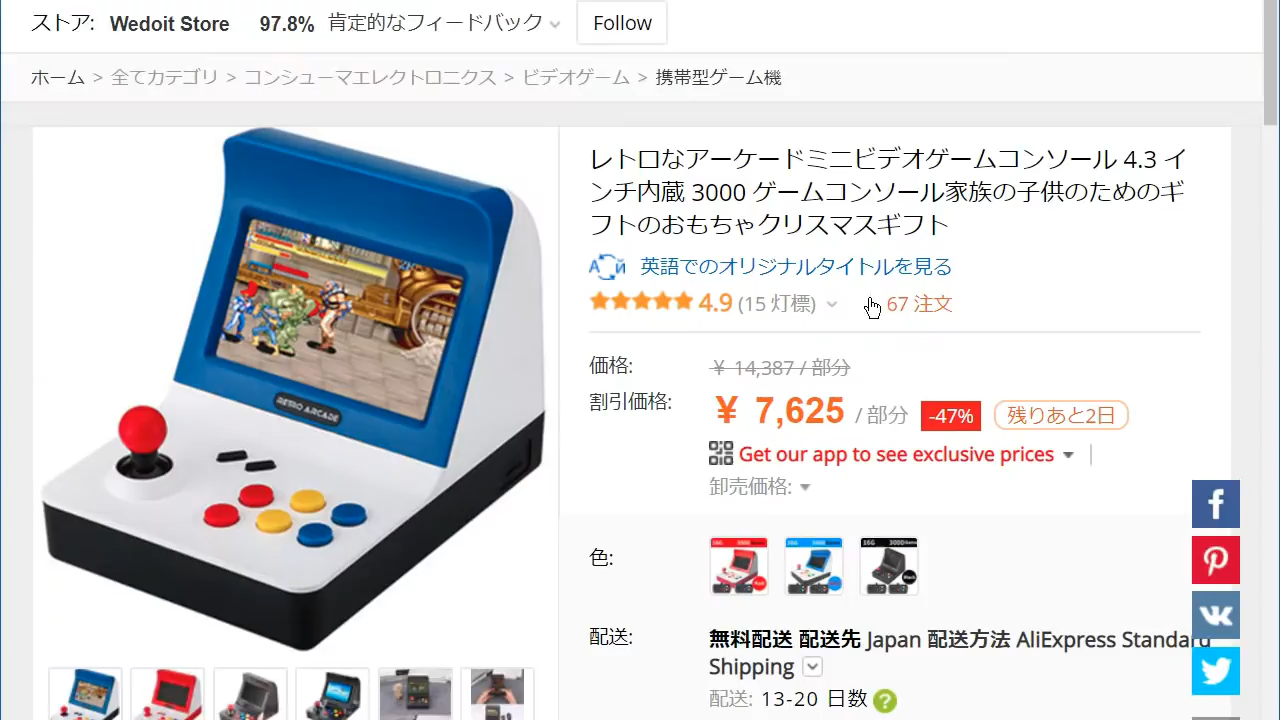 ストア: Wedoit Store 97.8% 肯定的なフィードバック Follow
ホーム > 全てカテゴリ > コンシューマエレクトロニクス > ビデオゲーム > 携帯型ゲーム機
レトロなアーケードミニビデオゲームコンソール 4.3 イ
ンチ内蔵 3000 ゲームコンソール家族の子供のためのギ
フトのおもちゃクリスマスギフト
英語でのオリジナルタイトルを見る
4.9 (15 灯標) 67 注文
価格: ¥ 14,387 / 部分
割引価格: ¥ 7,625 / 部分 -47% 残りあと2日
Get our app to see exclusive prices
卸売価格:
RETRO ARCADE
色:
配送: 無料配送 配送先 Japan 配送方法 AliExpress Standard
Shipping
配送: 13-20 日数